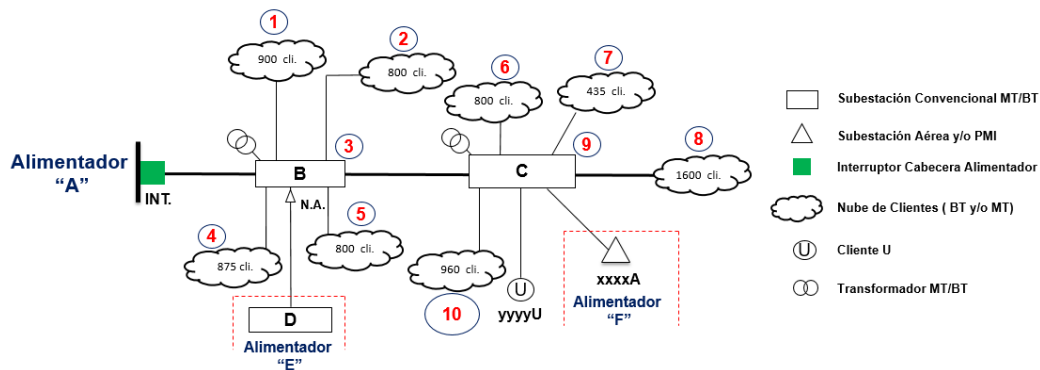 1
900 cli.
2
800 cli.
6
800 cli.
7
435 cli.
Alimentador
“A”
INT.
B
3
C
9
8
1600 cli.
N.A.
4
875 cli.
5
800 cli.
960 cli.
10
U
yyyyU
xxxxA
Alimentador
“F”
D
Alimentador
“E”
Subestación Convencional MT/BT
Subestación Aérea y/o PMI
Interruptor Cabecera Alimentador
Nube de Clientes ( BT y/o MT)
U
Cliente U
Transformador MT/BT